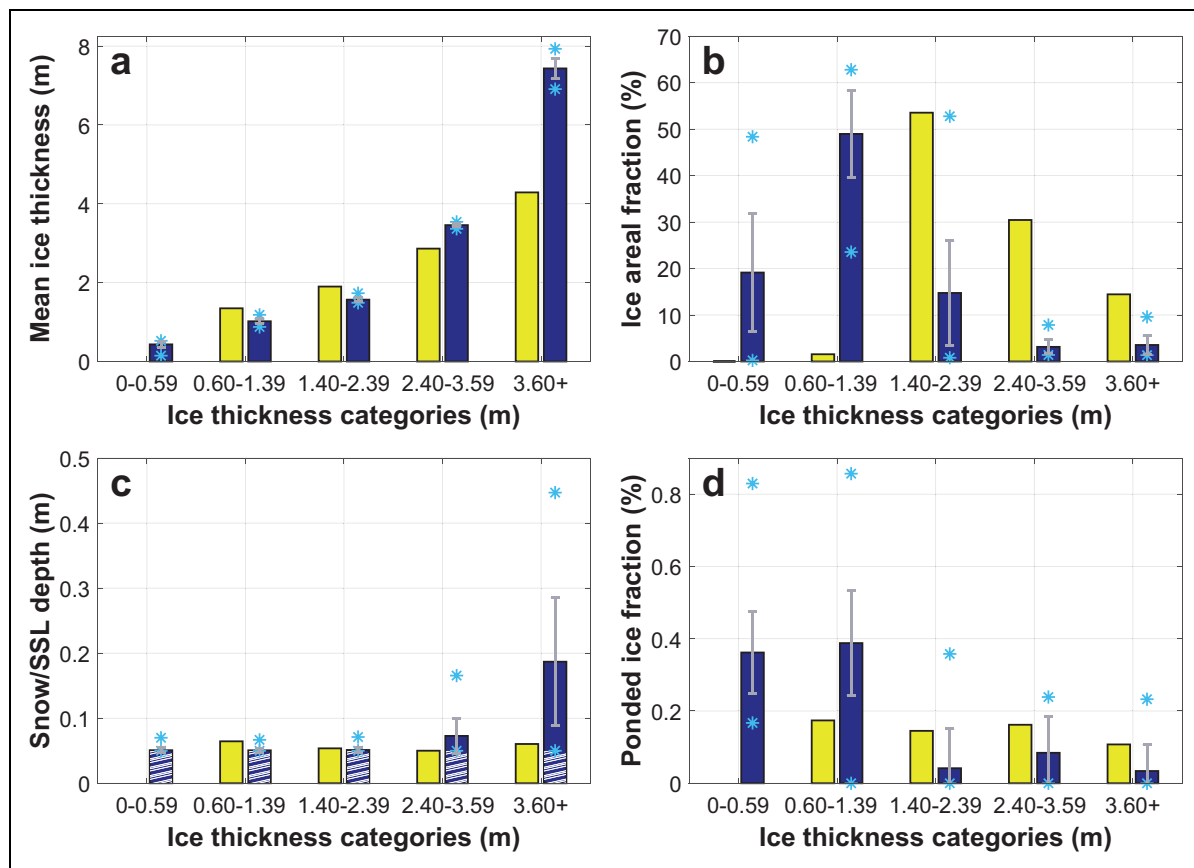 a
Mean ice thickness (m)
8
6
4
2
0
0-0.59 0.60-1.39 1.40-2.39 2.40-3.59 3.60+
Ice thickness categories (m)
b
Ice areal fraction (%)
70
60
50
40
30
20
10
0
0-0.59 0.60-1.39 1.40-2.39 2.40-3.59 3.60+
Ice thickness categories (m)
c
Snow/SSL depth (m)
0.5
0.4
0.3
0.2
0.1
0
0-0.59 0.60-1.39 1.40-2.39 2.40-3.59 3.60+
Ice thickness categories (m)
d
Ponded ice fraction (%)
0.8
0.6
0.4
0.2
0
0-0.59 0.60-1.39 1.40-2.39 2.40-3.59 3.60+
Ice thickness categories (m)